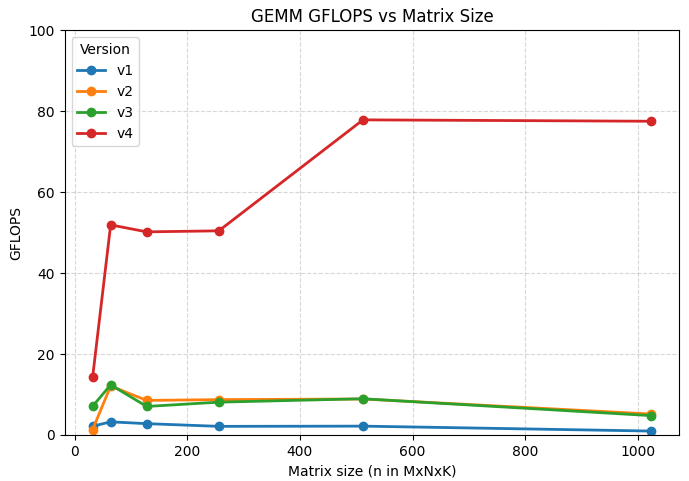 GEMM GFLOPS vs Matrix Size
Version
v1
v2
v3
v4
GFLOPS
100
80
60
40
20
0
0 200 400 600 800 1000
Matrix size (n in MxNxK)